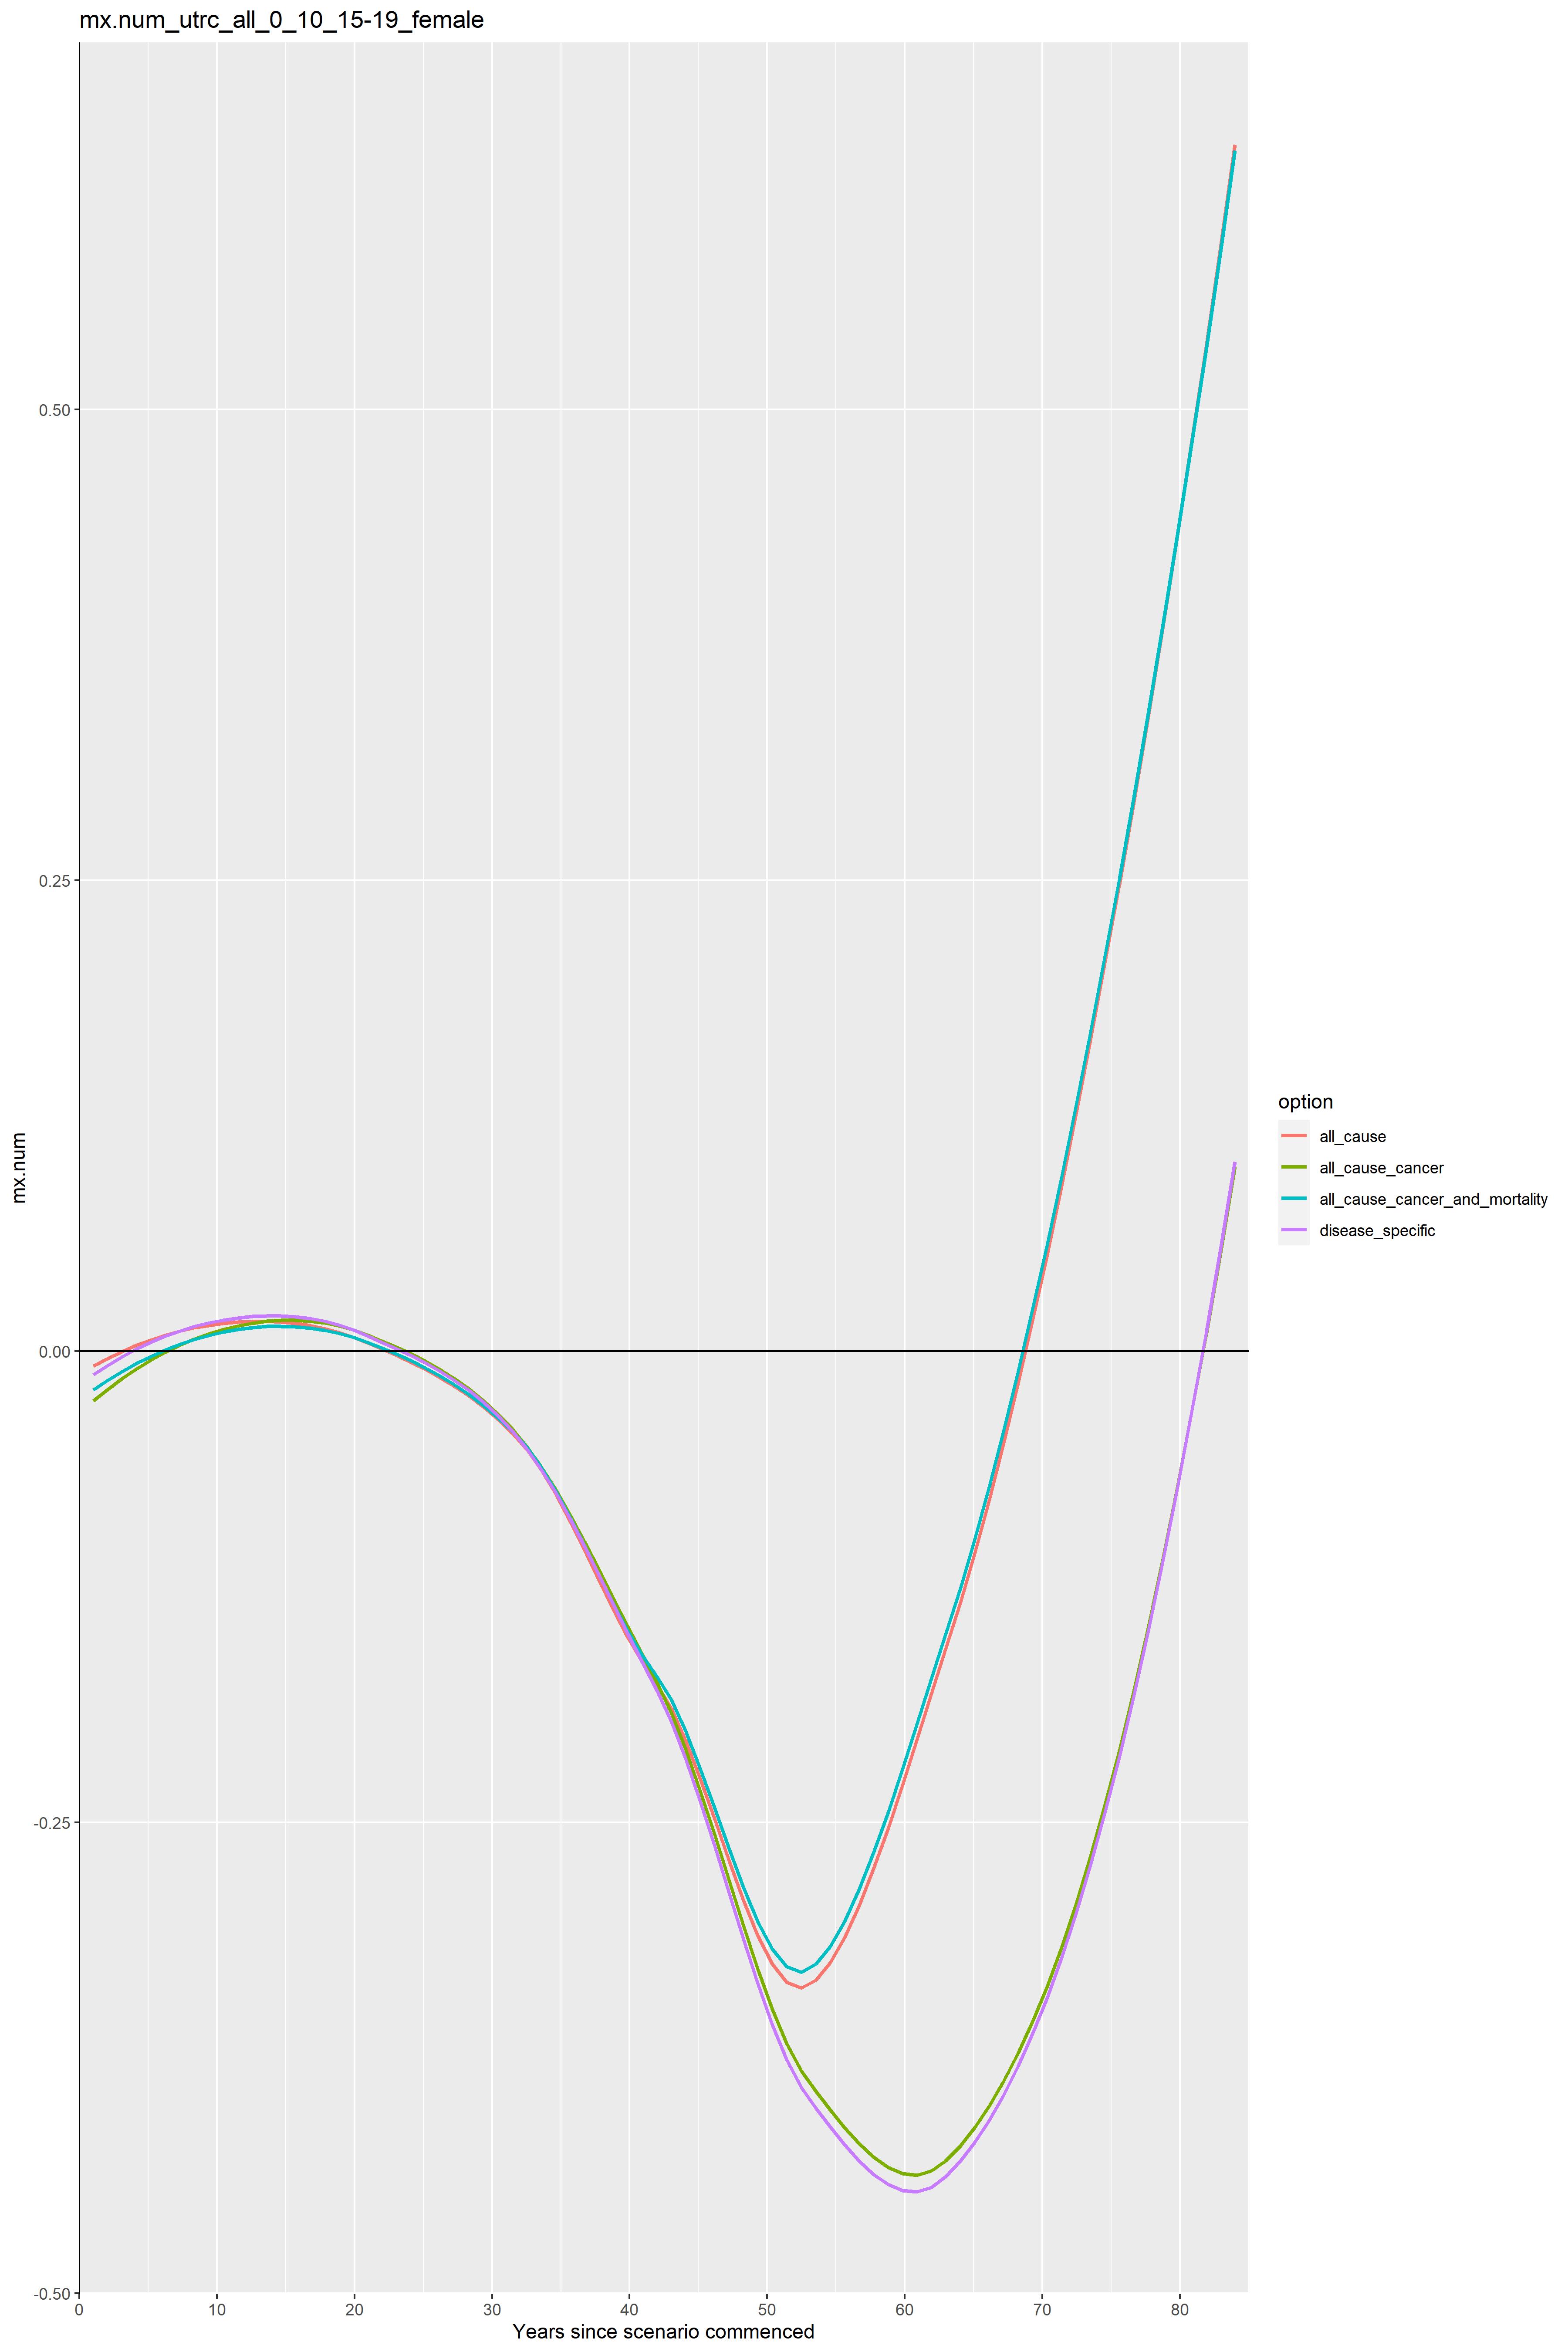 mx.num_utrc_all_0_10_15-19_female
mx.num
0.50
0.25
0.00
-0.25
-0.50
0 10 20 30 40 50 60 70 80
Years since scenario commenced
option
all_cause
all_cause_cancer
all_cause_cancer_and_mortality
disease_specific